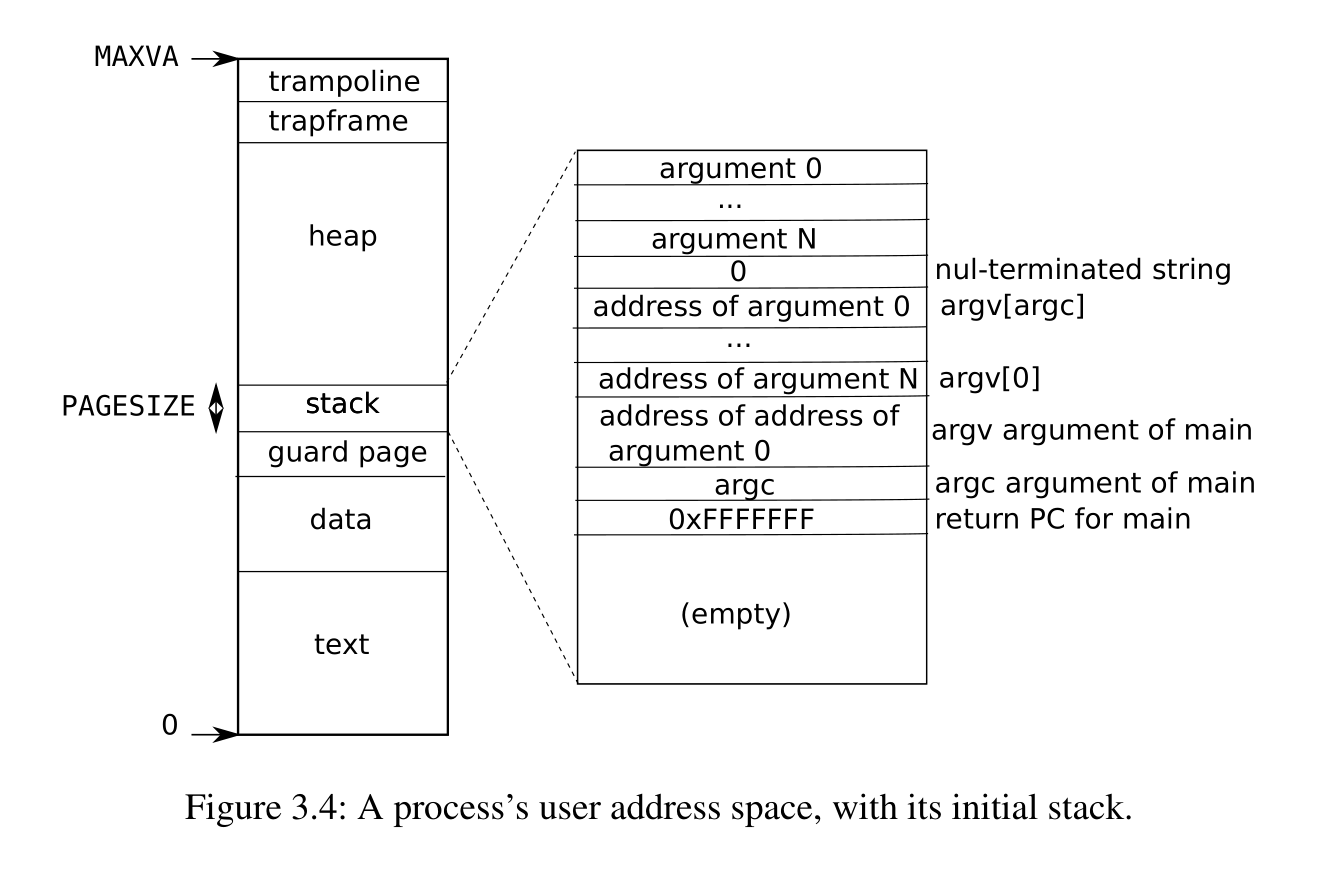 MAXVA
trampoline
trapframe
heap
PAGESIZE
stack
guard page
data
text
0
argument 0
...
argument N
0 nul-terminated string
address of argument 0 argv[argc]
...
address of argument N argv[0]
address of address of
argument 0
argv argument of main
argc argc argument of main
0xFFFFFFF return PC for main
(empty)
Figure 3.4: A process’s user address space, with its initial stack.